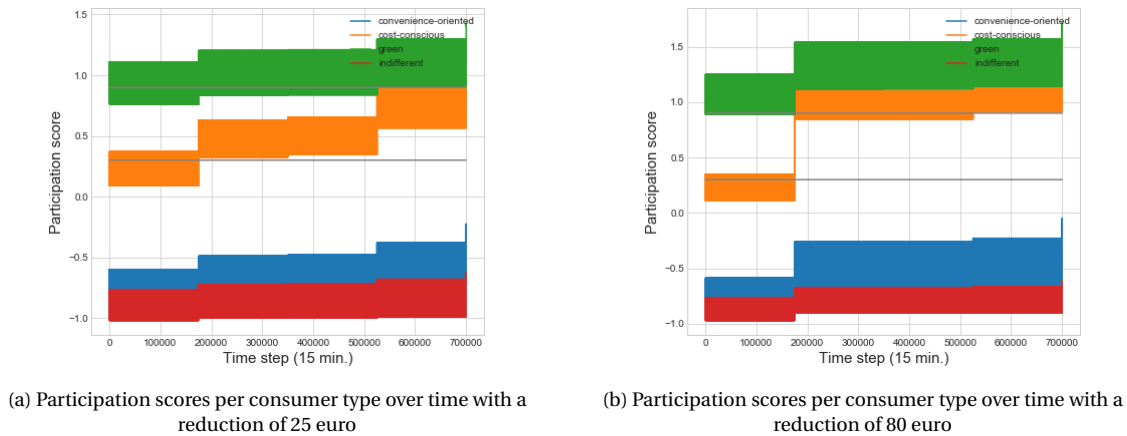 convenience-oriented
cost-conscious
green
indifferent
1.5
1.0
0.5
0.0
−0.5
−1.0
Participation score
0 100000 200000 300000 400000 500000 600000 700000
Time step (15 min.)
(a) Participation scores per consumer type over time with a
reduction of 25 euro
convenience-oriented
cost-conscious
green
indifferent
1.5
1.0
0.5
0.0
−0.5
−1.0
Participation score
0 100000 200000 300000 400000 500000 600000 700000
Time step (15 min.)
(b) Participation scores per consumer type over time with a
reduction of 80 euro